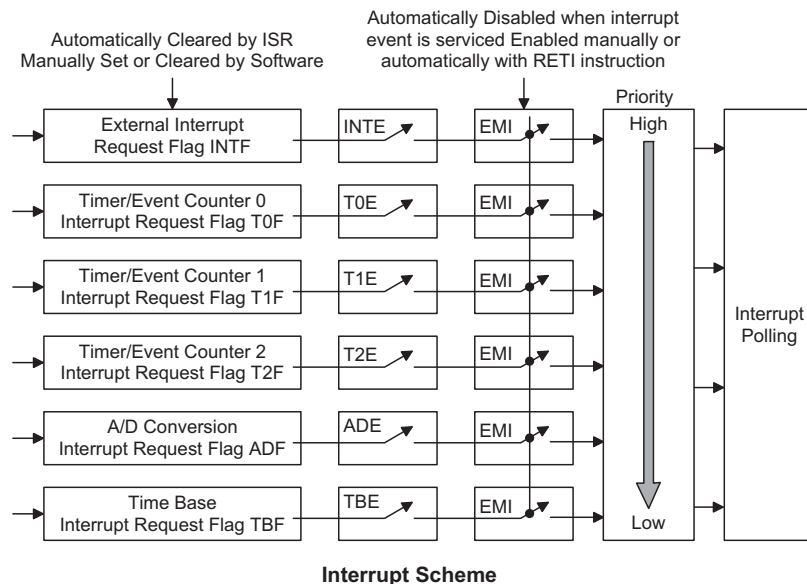 Automatically Cleared by ISR
Manually Set or Cleared by Software
Automatically Disabled when interrupt
event is serviced Enabled manually or
automatically with RETI instruction
Priority
External Interrupt
Request Flag INTF
INTE
EMI
High
Timer/Event Counter 0
Interrupt Request Flag T0F
T0E
EMI
Timer/Event Counter 1
Interrupt Request Flag T1F
T1E
EMI
Interrupt
Polling
Timer/Event Counter 2
Interrupt Request Flag T2F
T2E
EMI
A/D Conversion
Interrupt Request Flag ADF
ADE
EMI
Time Base
Interrupt Request Flag TBF
TBE
EMI
Low
Interrupt Scheme